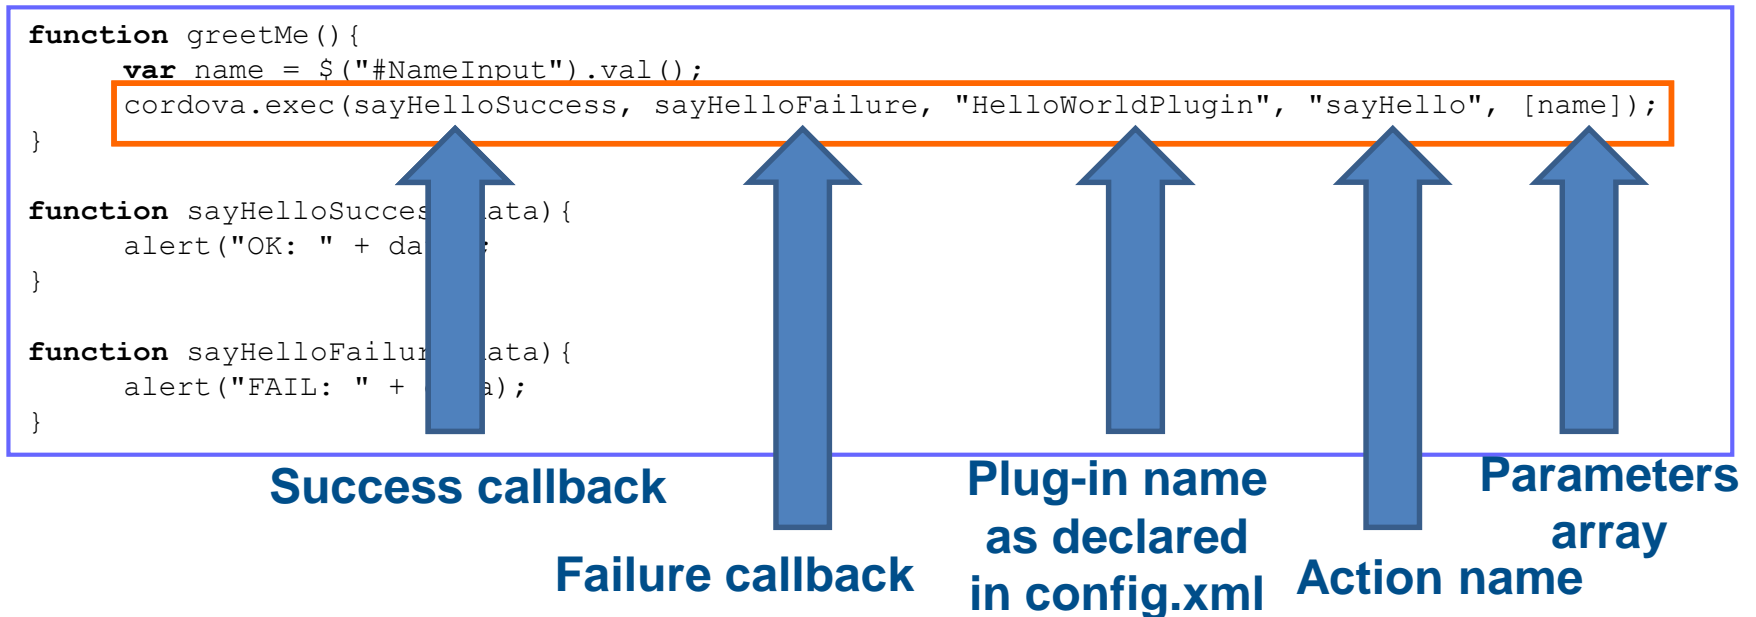 function greetMe(){
var name = $("#NameInput").val();
cordova.exec(sayHelloSuccess, sayHelloFailure, "HelloWorldPlugin", "sayHello", [name]);
}
function sayHelloSucces ata){
alert("OK: " + da ;
}
function sayHelloFailur ata){
alert("FAIL: " + a);
}
Success callback
Failure callback
Plug-in name
as declared
in config.xml
Action name
Parameters
array